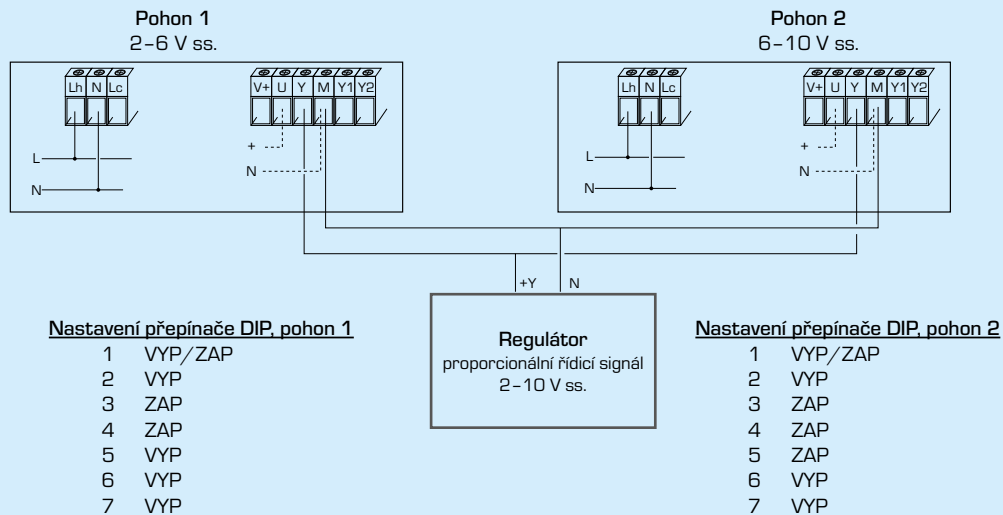 Pohon 1
2–6 V ss.
Lh N Lc
V+ U Y M Y1 Y2
+
N
L
N
Pohon 2
6–10 V ss.
Lh N Lc
V+ U Y M Y1 Y2
+
N
L
N
+Y N
Regulátor
proporcionální řídicí signál
2–10 V ss.
Nastavení přepínače DIP, pohon 1
1 VYP/ZAP
2 VYP
3 ZAP
4 ZAP
5 VYP
6 VYP
7 VYP
Nastavení přepínače DIP, pohon 2
1 VYP/ZAP
2 VYP
3 ZAP
4 ZAP
5 ZAP
6 VYP
7 VYP